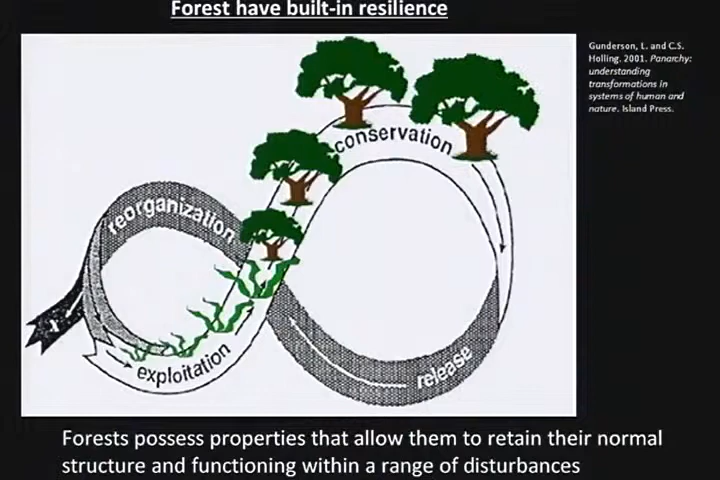 Forest have built-in resilience
Gunderson, L. and C.S.
Holling. 2001. Panarchy:
understanding
transformations in
systems of human and
nature. Island Press.
conservation
reorganization
x
exploitation
release
Forests possess properties that allow them to retain their normal
structure and functioning within a range of disturbances